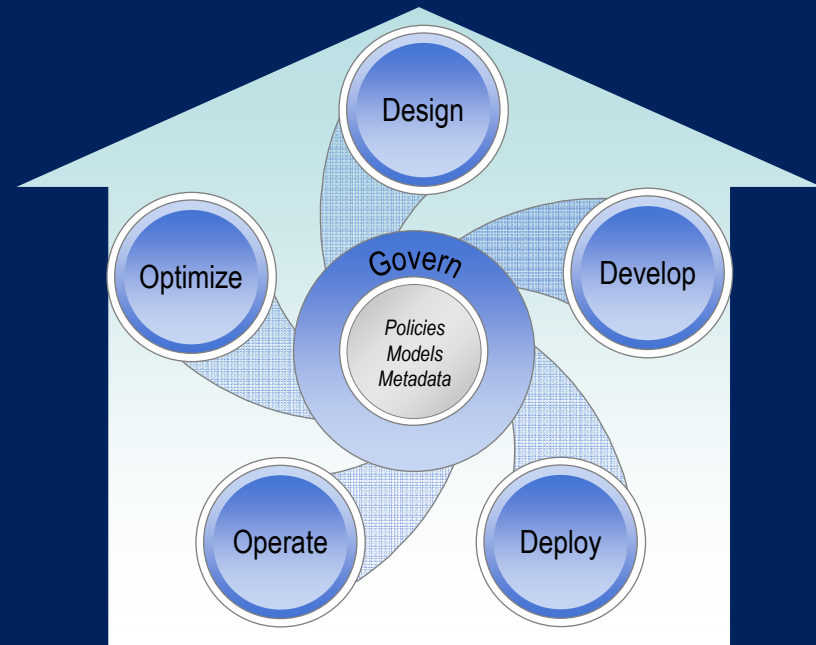 Design
Optimize
Govern
Develop
Policies
Models
Metadata
Operate
Deploy